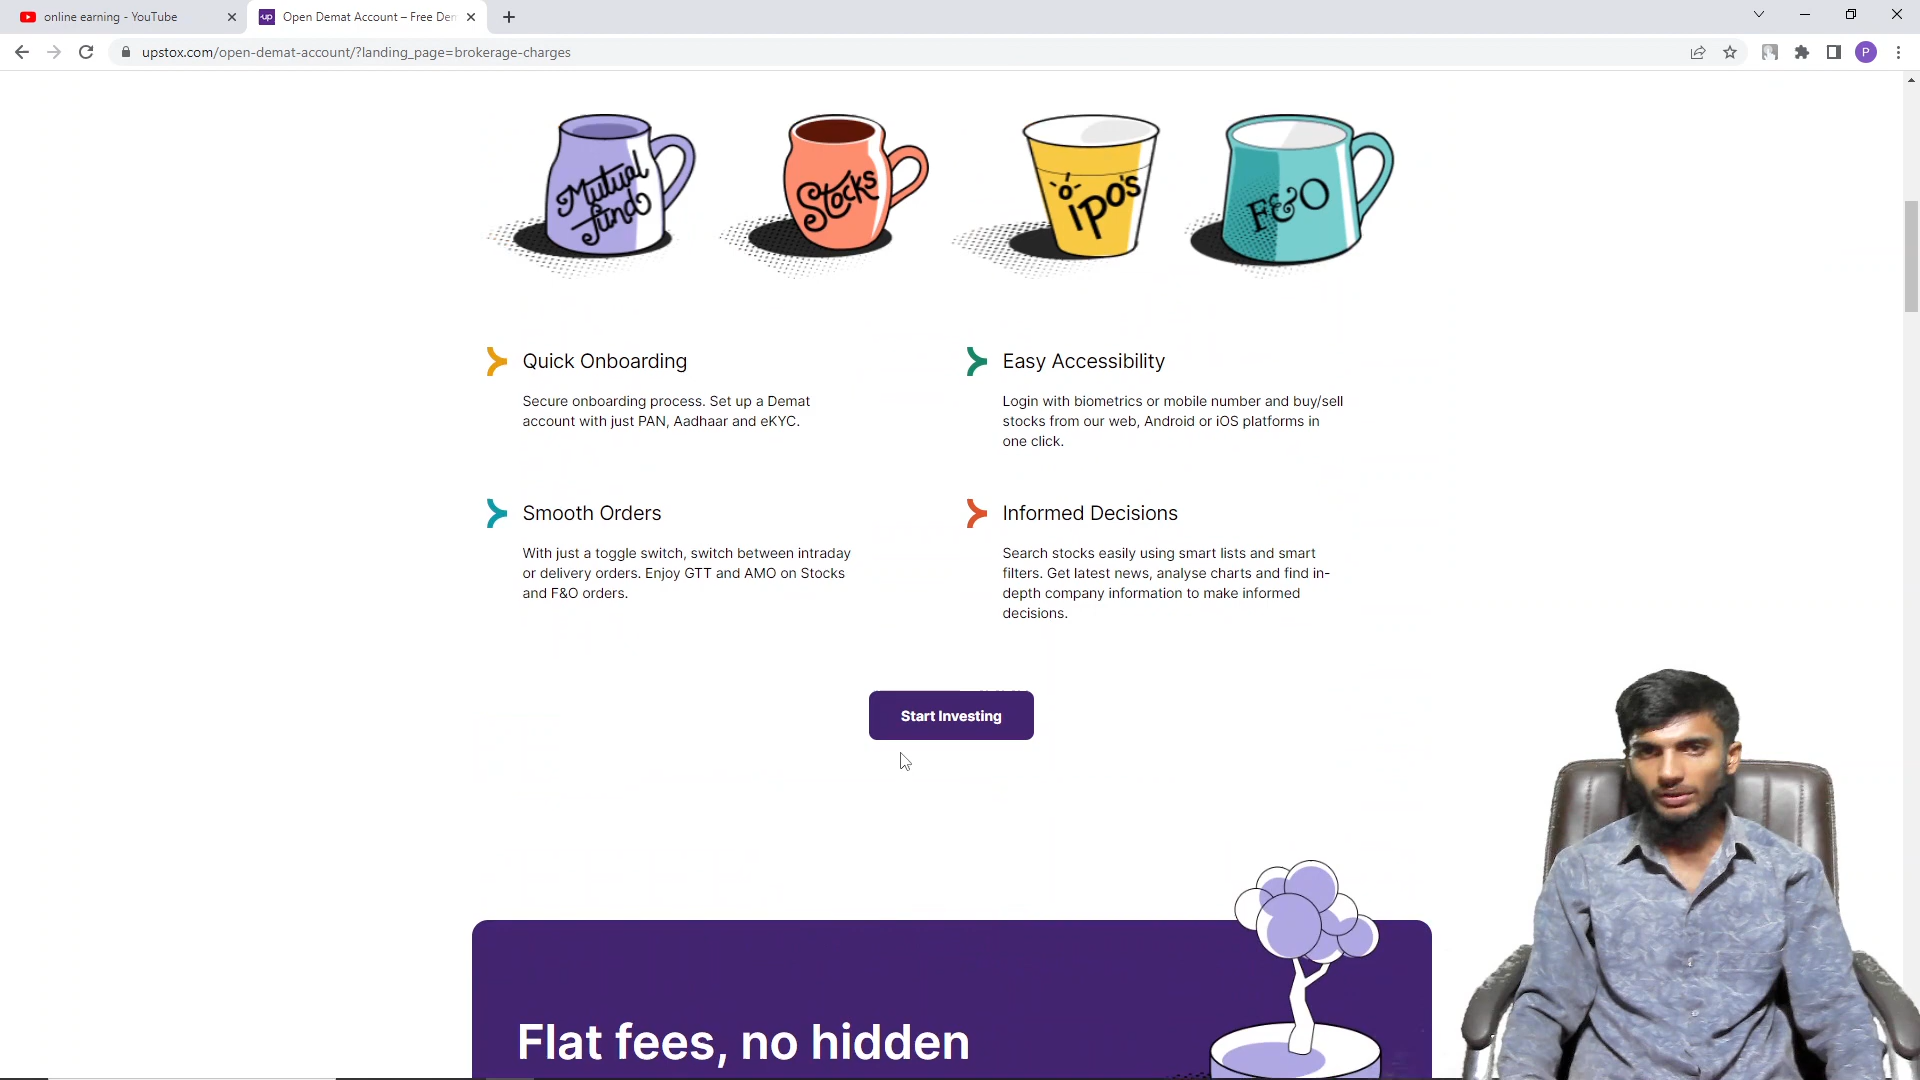 online earning - YouTube
up
Open Demat Account – Free Dem
upstox.com/open-demat-account/?landing_page=brokerage-charges
P
Mutual
fund
Stocks
ipo's
F&O
Quick Onboarding
Secure onboarding process. Set up a Demat
account with just PAN, Aadhaar and eKYC.
Easy Accessibility
Login with biometrics or mobile number and buy/sell
stocks from our web, Android or iOS platforms in
one click.
Smooth Orders
With just a toggle switch, switch between intraday
or delivery orders. Enjoy GTT and AMO on Stocks
and F&O orders.
Informed Decisions
Search stocks easily using smart lists and smart
filters. Get latest news, analyse charts and find in-
depth company information to make informed
decisions.
Start Investing
Flat fees, no hidden